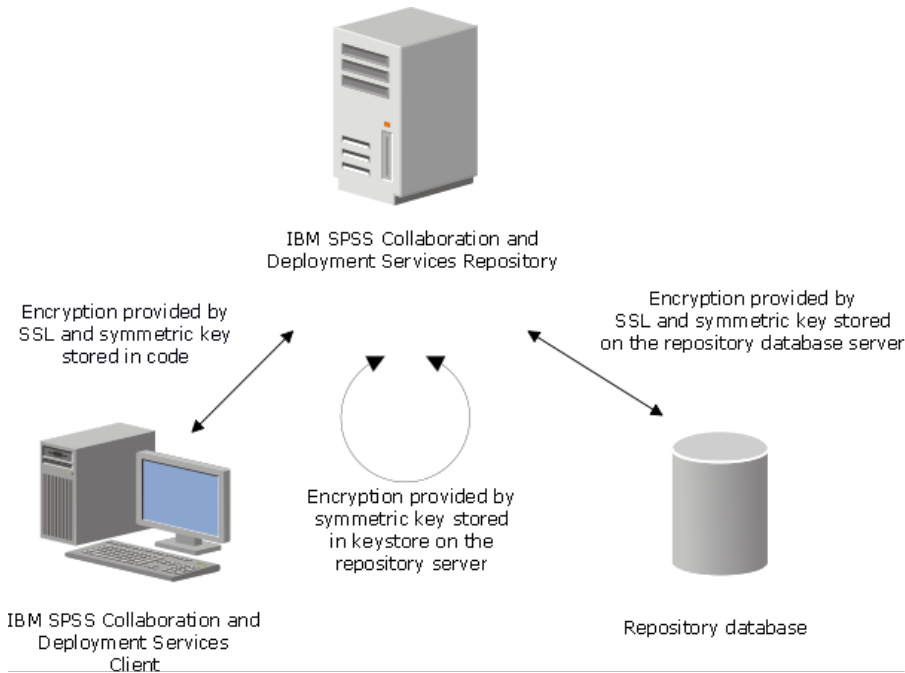 IBM SPSS Collaboration and
Deployment Services Repository
Encryption provided by
SSL and symmetric key
stored in code
Encryption provided by
SSL and symmetric key stored
on the repository database server
Encryption provided by
symmetric key stored
in keystore on the
repository server
IBM SPSS Collaboration and
Deployment Services
Client
Repository database